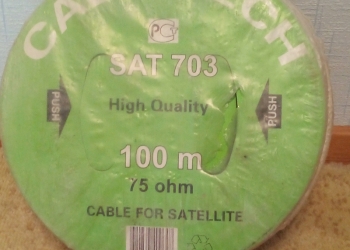 SAT 703
High Quality
PUSH
PUSH
100 m
75 ohm
CABLE FOR SATELLITE